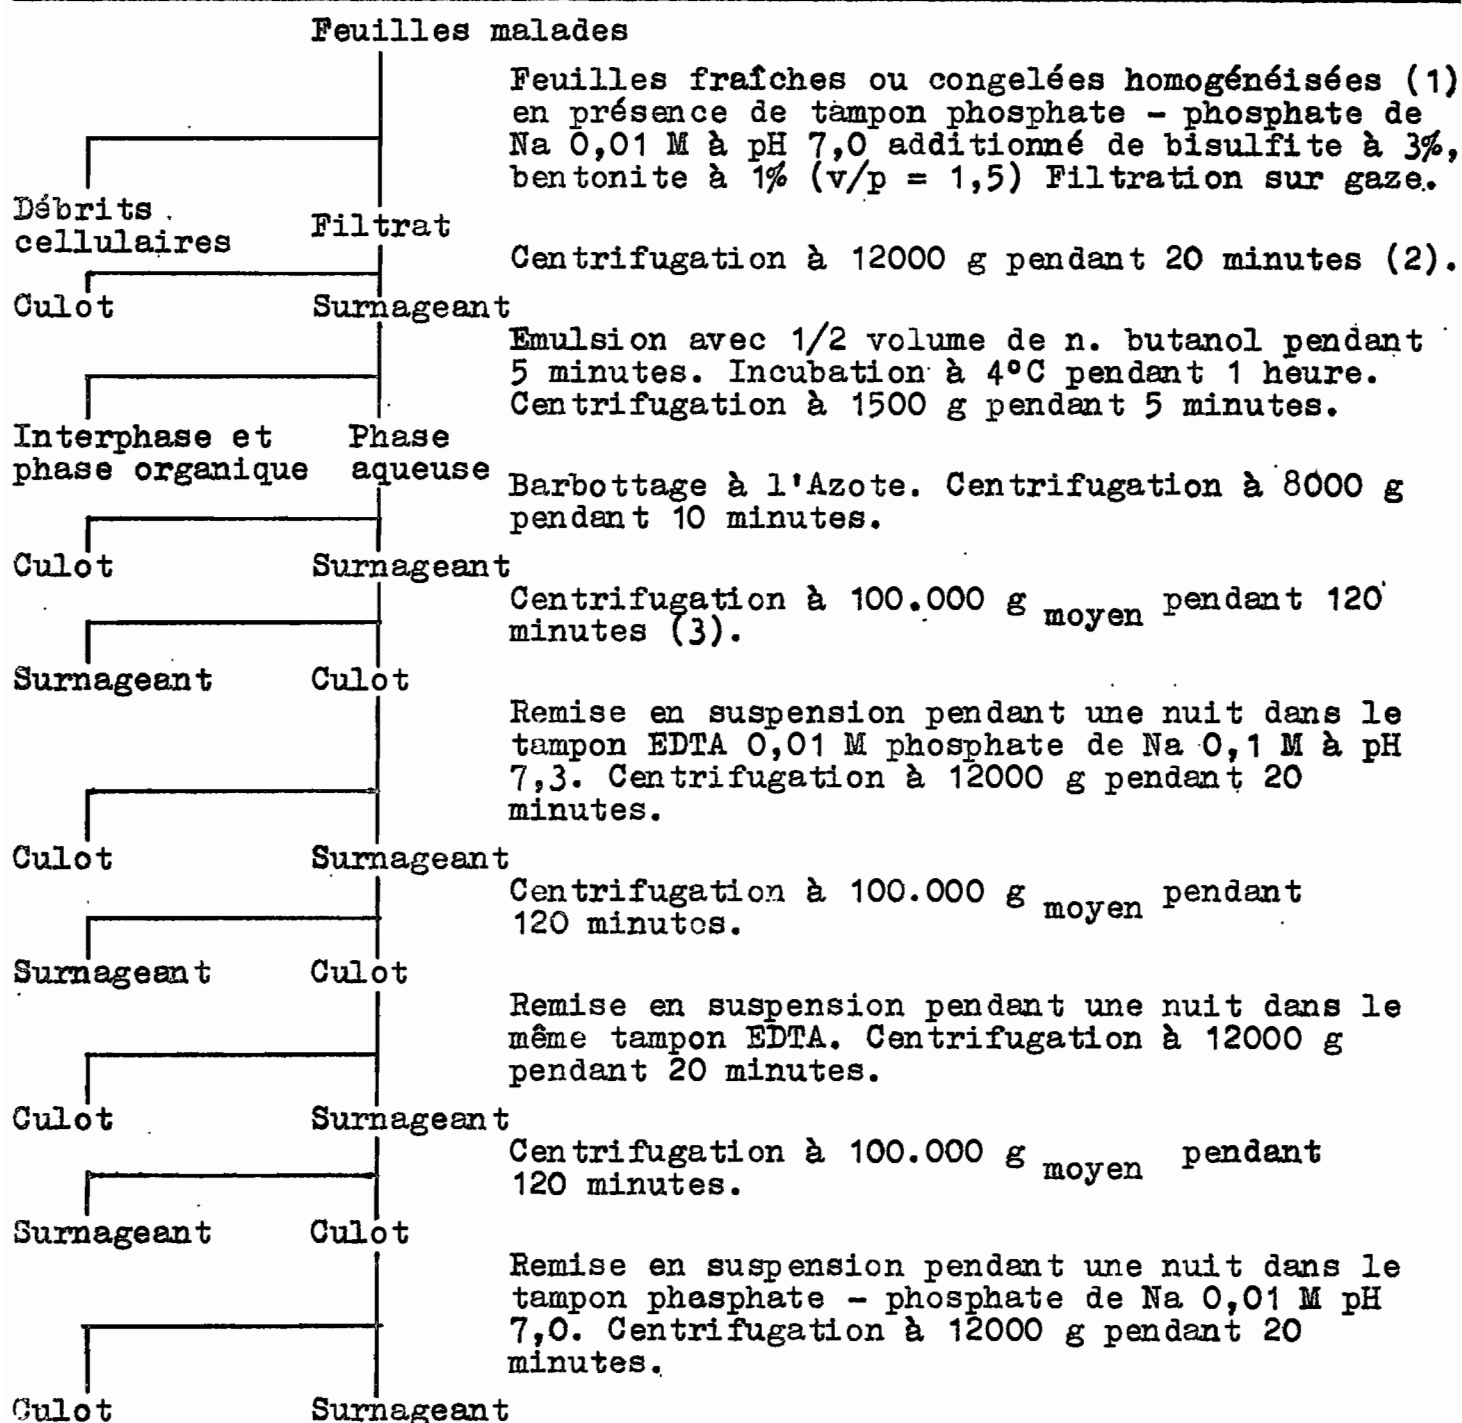 Feuilles malades
Feuilles fraîches ou congelées homogénéisées (1)
en présence de tampon phosphate - phosphate de
Na 0,01 M à pH 7,0 additionné de bisulfite à 3%,
bentonite à 1% (v/p = 1,5) Filtration sur gaze.
Débrits
cellulaires
Filtrat
Centrifugation à 12000 g pendant 20 minutes (2).
Culot
Surnageant
Emulsion avec 1/2 volume de n. butanol pendant
5 minutes. Incubation à 4°C pendant 1 heure.
Centrifugation à 1500 g pendant 5 minutes.
Interphase et
phase organique
Phase
aqueuse
Barbottage à l'Azote. Centrifugation à 8000 g
pendant 10 minutes.
Culot
Surnageant
Centrifugation à 100.000 g moyen pendant 120
minutes (3).
Surnageant
Culot
Remise en suspension pendant une nuit dans le
tampon EDTA 0,01 M phosphate de Na 0,1 M à pH
7,3. Centrifugation à 12000 g pendant 20
minutes.
Culot
Surnageant
Centrifugation à 100.000 g moyen pendant
120 minutes.
Surnageant
Culot
Remise en suspension pendant une nuit dans le
même tampon EDTA. Centrifugation à 12000 g
pendant 20 minutes.
Culot
Surnageant
Centrifugation à 100.000 g moyen pendant
120 minutes.
Surnageant
Culot
Remise en suspension pendant une nuit dans le
tampon phasphate - phosphate de Na 0,01 M pH
7,0. Centrifugation à 12000 g pendant 20
minutes.
Culot
Surnageant